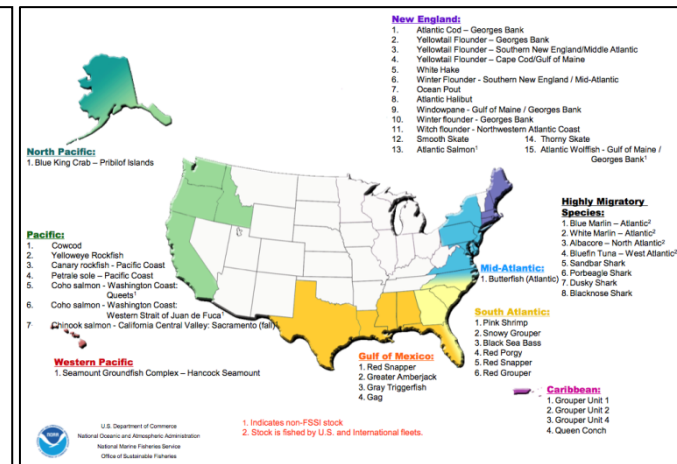 New England:
1. Atlantic Cod – Georges Bank
2. Yellowtail Flounder – Georges Bank
3. Yellowtail Flounder – Southern New England/Middle Atlantic
4. Yellowtail Flounder – Cape Cod/Gulf of Maine
5. White Hake
6. Winter Flounder - Southern New England / Mid-Atlantic
7. Ocean Pout
8. Atlantic Halibut
9. Windowpane - Gulf of Maine / Georges Bank
10. Winter flounder - Georges Bank
11. Witch flounder - Northwestern Atlantic Coast
12. Smooth Skate 14. Thorny Skate
13. Atlantic Salmon¹ 15. Atlantic Wolffish - Gulf of Maine /
Georges Bank¹
North Pacific:
1. Blue King Crab – Pribilof Islands
Pacific:
1. Cowcod
2. Yelloweye Rockfish
3. Canary rockfish - Pacific Coast
4. Petrale sole – Pacific Coast
5. Coho salmon - Washington Coast:
Queets¹
6. Coho salmon - Washington Coast:
Western Strait of Juan de Fuca¹
7 Chinook salmon - California Central Valley: Sacramento (fall)¹
Western Pacific
1. Seamount Groundfish Complex – Hancock Seamount
Highly Migratory
Species:
1. Blue Marlin – Atlantic²
2. White Marlin – Atlantic²
3. Albacore – North Atlantic²
4. Bluefin Tuna – West Atlantic²
5. Sandbar Shark
6. Porbeagle Shark
7. Dusky Shark
8. Blacknose Shark
Mid-Atlantic:
1. Butterfish (Atlantic)
South Atlantic:
1. Pink Shrimp
2. Snowy Grouper
3. Black Sea Bass
4. Red Porgy
5. Red Snapper
6. Red Grouper
Gulf of Mexico:
1. Red Snapper
2. Greater Amberjack
3. Gray Triggerfish
4. Gag
Caribbean:
1. Grouper Unit 1
2. Grouper Unit 2
3. Grouper Unit 4
4. Queen Conch
U.S. Department of Commerce
National Oceanic and Atmospheric Administration
National Marine Fisheries Service
Office of Sustainable Fisheries
1. Indicates non-FSSI stock
2. Stock is fished by U.S. and International fleets.